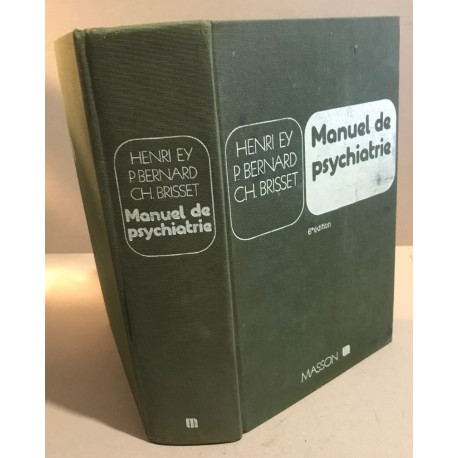 HENRI EY
P. BERNARD
CH. BRISSET
Manuel de
psychiatrie
m
HENRI EY
P. BERNARD
CH. BRISSET
Manuel de
psychiatrie
6e édition
MASSON m